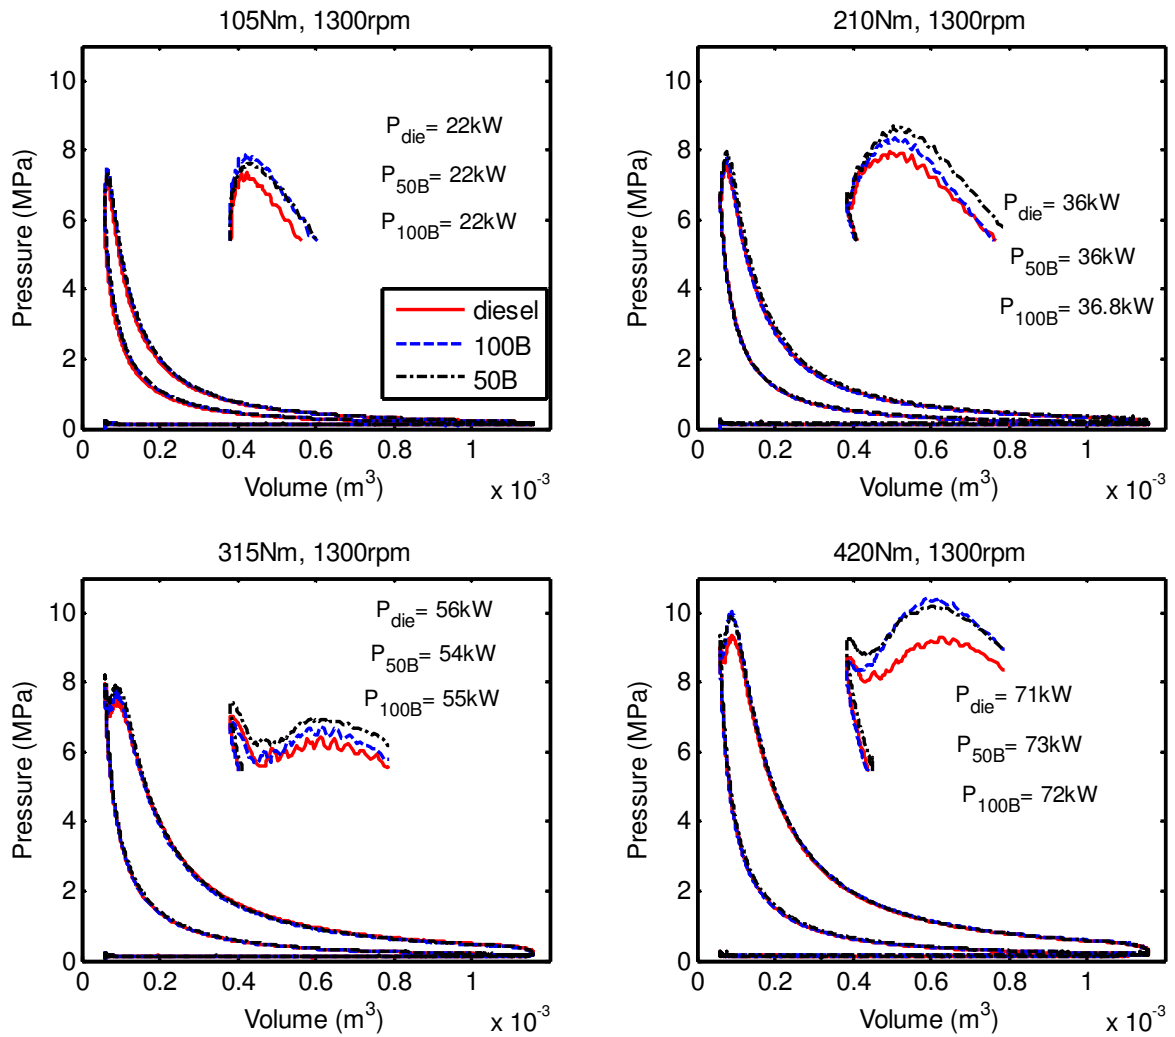 105Nm, 1300rpm
Pressure (MPa)
10
8
6
4
2
0
P_die= 22kW
P_50B= 22kW
P_100B= 22kW
diesel
100B
50B
0 0.2 0.4 0.6 0.8 1
Volume (m^3)
x 10^-3
210Nm, 1300rpm
Pressure (MPa)
10
8
6
4
2
0
P_die= 36kW
P_50B= 36kW
P_100B= 36.8kW
0 0.2 0.4 0.6 0.8 1
Volume (m^3)
x 10^-3
315Nm, 1300rpm
Pressure (MPa)
10
8
6
4
2
0
P_die= 56kW
P_50B= 54kW
P_100B= 55kW
0 0.2 0.4 0.6 0.8 1
Volume (m^3)
x 10^-3
420Nm, 1300rpm
Pressure (MPa)
10
8
6
4
2
0
P_die= 71kW
P_50B= 73kW
P_100B= 72kW
0 0.2 0.4 0.6 0.8 1
Volume (m^3)
x 10^-3